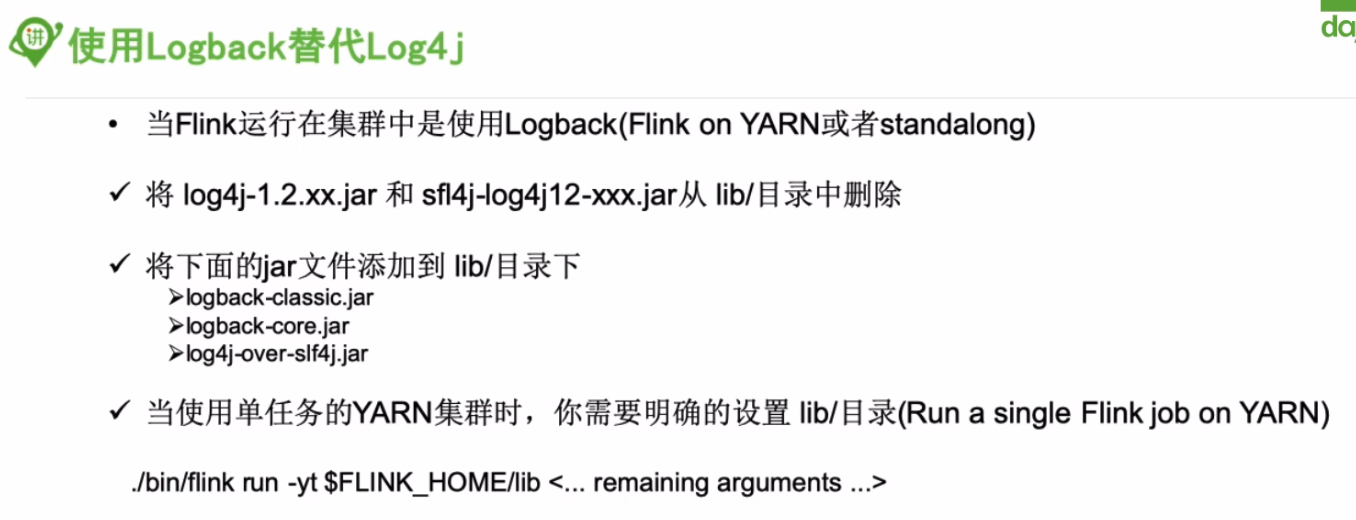 讲
使用Logback替代Log4j
• 当Flink运行在集群中是使用Logback(Flink on YARN或者standalong)
✓ 将 log4j-1.2.xx.jar 和 sfl4j-log4j12-xxx.jar从 lib/目录中删除
✓ 将下面的jar文件添加到 lib/目录下
➢logback-classic.jar
➢logback-core.jar
➢log4j-over-slf4j.jar
✓ 当使用单任务的YARN集群时，你需要明确的设置 lib/目录(Run a single Flink job on YARN)
./bin/flink run -yt $FLINK_HOME/lib <... remaining arguments ...>